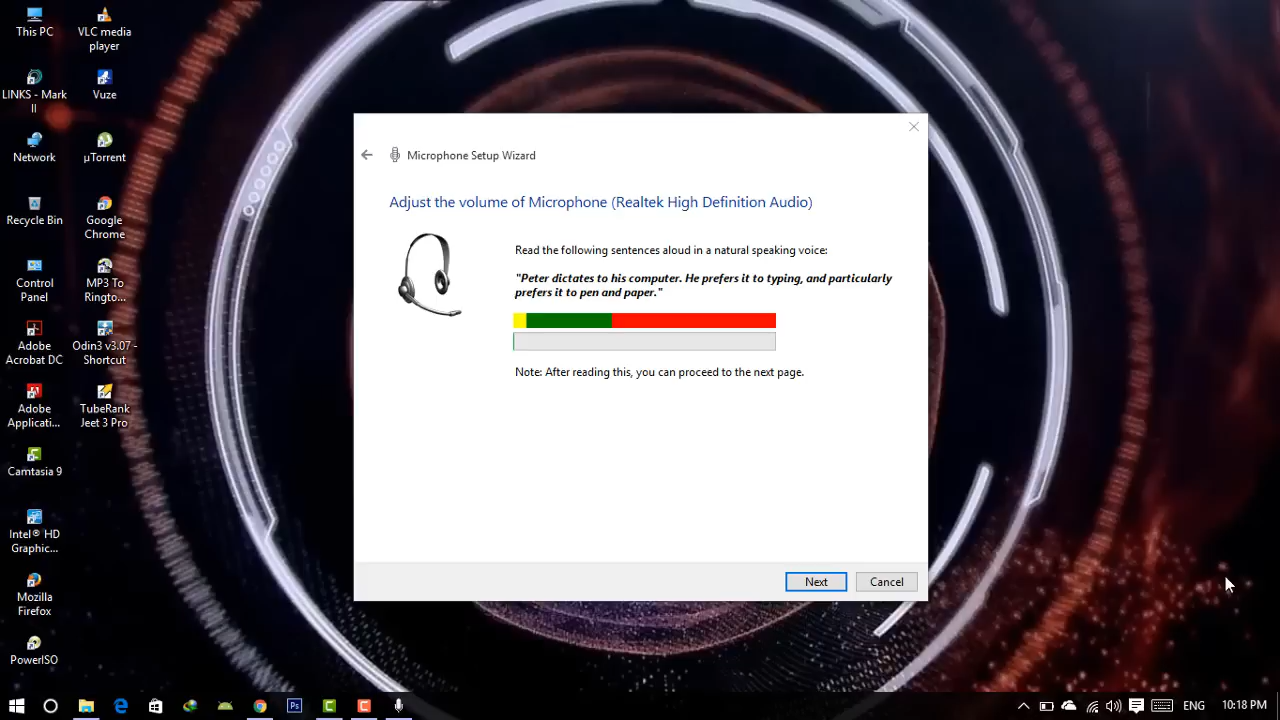 This PC
VLC media
player
LINKS - Mark
II
Vuze
Network
µTorrent
Recycle Bin
Google
Chrome
Control
Panel
MP3 To
Ringto...
Adobe
Acrobat DC
Odin3 v3.07 -
Shortcut
Adobe
Applicati...
TubeRank
Jeet 3 Pro
Camtasia 9
Intel® HD
Graphic...
Mozilla
Firefox
PowerISO
Microphone Setup Wizard
Adjust the volume of Microphone (Realtek High Definition Audio)
Read the following sentences aloud in a natural speaking voice:
"Peter dictates to his computer. He prefers it to typing, and particularly
prefers it to pen and paper."
Note: After reading this, you can proceed to the next page.
Next
Cancel
Ps
ENG
10:18 PM